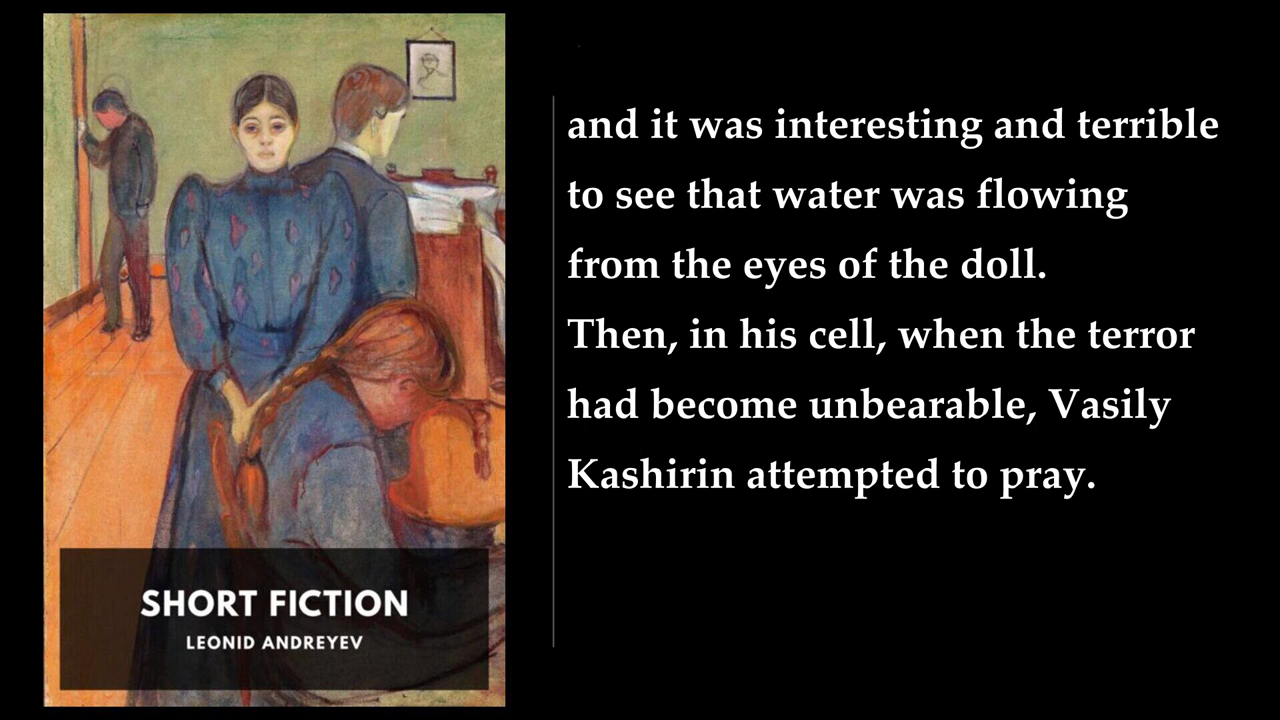 and it was interesting and terrible
to see that water was flowing
from the eyes of the doll.
Then, in his cell, when the terror
had become unbearable, Vasily
Kashirin attempted to pray.
SHORT FICTION
LEONID ANDREYEV